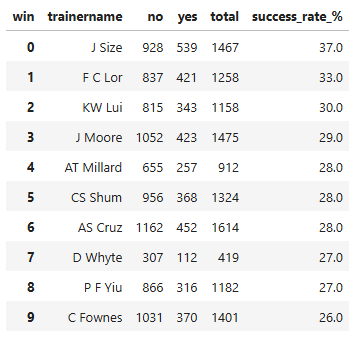 win trainername no yes total success_rate_%
0 J Size 928 539 1467 37.0
1 F C Lor 837 421 1258 33.0
2 KW Lui 815 343 1158 30.0
3 J Moore 1052 423 1475 29.0
4 AT Millard 655 257 912 28.0
5 CS Shum 956 368 1324 28.0
6 AS Cruz 1162 452 1614 28.0
7 D Whyte 307 112 419 27.0
8 P F Yiu 866 316 1182 27.0
9 C Fownes 1031 370 1401 26.0